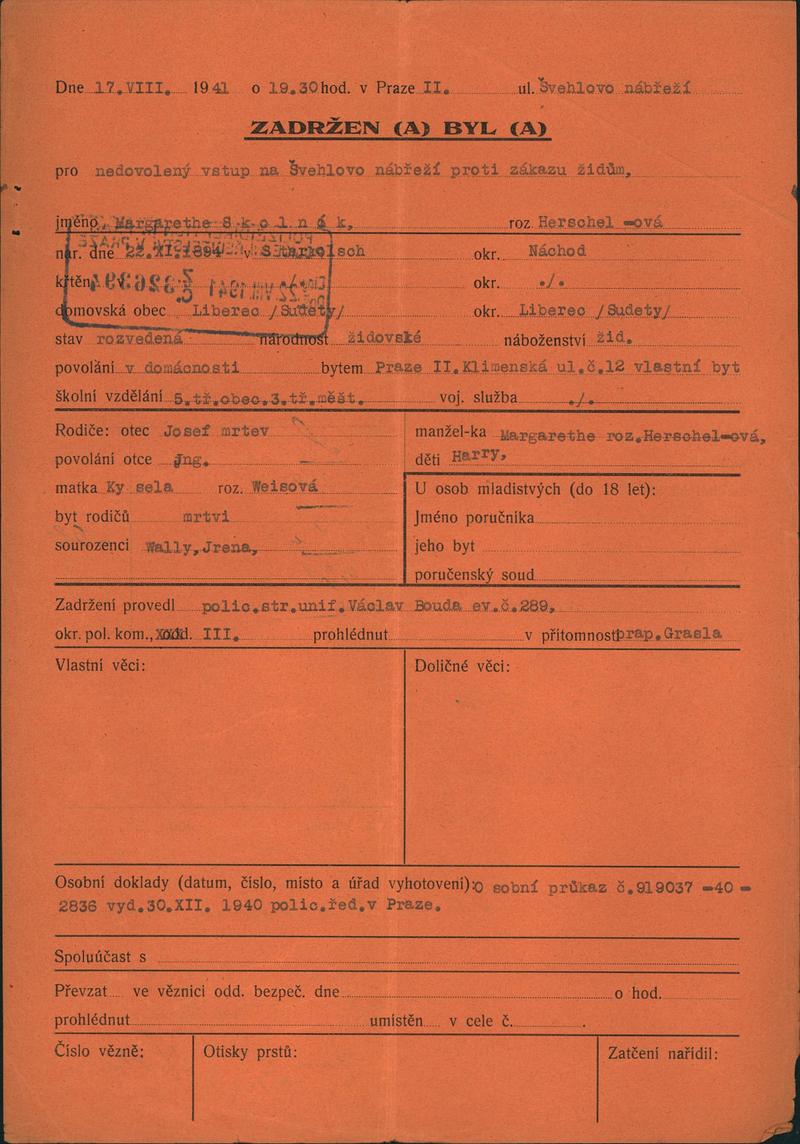 Dne 17.VIII. 1941 o 19.30 hod. v Praze II. ul. Švehlovo nábřeží
ZADRŽEN (A) BYL (A)
pro nedovolený vstup na Švehlovo nábřeží proti zákazu židům,
jméno, Margarethe S k o l n á k, roz. Herschel =ová
nar. dne 22.XI.1894 v okr. Náchod
křtěn okr. ./.
domovská obec Liberec /Sudety/ okr. Liberec /Sudety/
stav rozvedená národnost židovské náboženství žid.
povolání v domácnosti bytem Praze II.Klimenská ul.č.12 vlastní byt
školní vzdělání 5.tř.obec.3.tř.měšt. voj. služba ./.
Rodiče: otec Josef mrtev manžel-ka Margarethe roz.Herschel=ová,
povolání otce Jng. děti Harry,
matka Ky sela roz. Weisová U osob mladistvých (do 18 let):
byt rodičů mrtvi Jméno poručníka
sourozenci Wally,Jrena, jeho byt
poručenský soud
Zadržení provedl polic.str.unif.Václav Bouda ev.č.289,
okr. pol. kom., III. prohlédnut v přítomnosti prap.Grasla
Vlastní věci: Doličné věci:
Osobní doklady (datum, číslo, místo a úřad vyhotovení): O sobní průkaz č.919037 =40 =
2836 vyd.30.XII. 1940 polic.řed.v Praze.
Spoluúčast s
Převzat ve věznici odd. bezpeč. dne o hod.
prohlédnut umístěn v cele č. .
Číslo vězně: Otisky prstů: Zatčení nařídil: